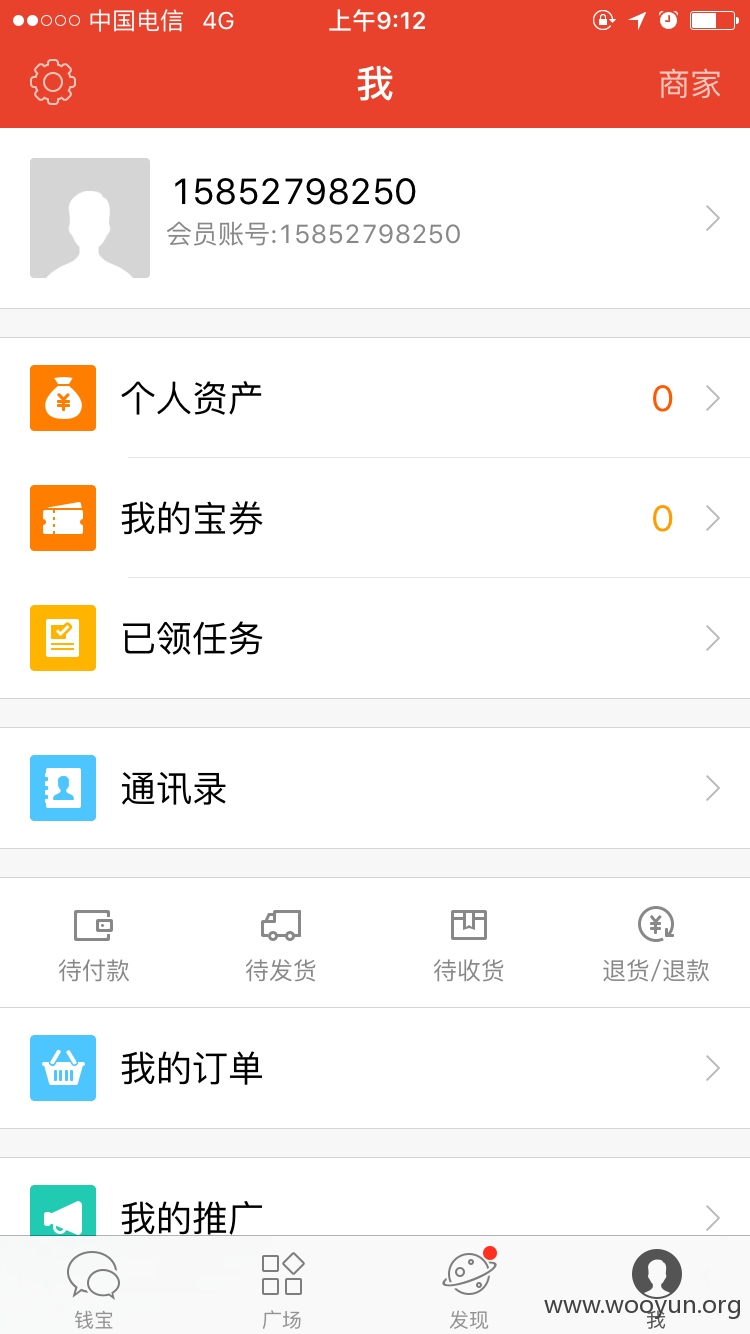 中国电信 4G 上午9:12
我 商家
15852798250
会员账号:15852798250
个人资产 0
我的宝券 0
已领任务
通讯录
待付款 待发货 待收货 退货/退款
我的订单
我的推广
钱宝 广场 发现 我
www.wooyun.org